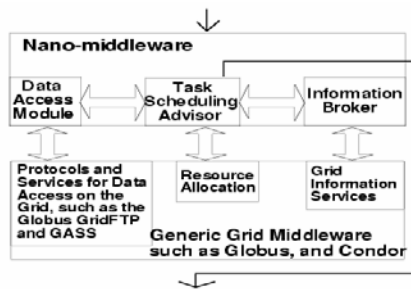 Nano-middleware
Data
Access
Module
Task
Scheduling
Advisor
Information
Broker
Protocols and
Services for Data
Access on the
Grid, such as the
Globus GridFTP
and GASS
Resource
Allocation
Grid
Information
Services
Generic Grid Middleware
such as Globus, and Condor